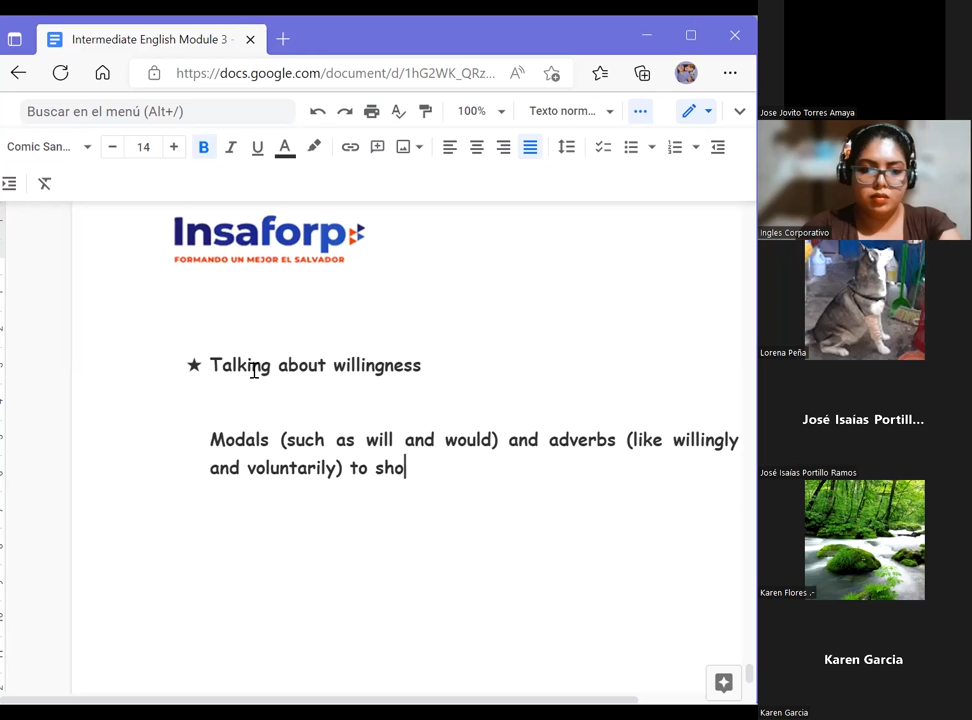 Intermediate English Module 3 -
https://docs.google.com/document/d/1hG2WK_QRz...
Buscar en el menú (Alt+/)
100%
Texto norm...
Comic San...
14
Insaforp
FORMANDO UN MEJOR EL SALVADOR
★ Talking about willingness
Modals (such as will and would) and adverbs (like willingly
and voluntarily) to sho
Jose Jovito Torres Amaya
Ingles Corporativo
Lorena Peña
José Isaías Portill...
José Isaías Portillo Ramos
Karen Flores .-
Karen Garcia
Karen Garcia